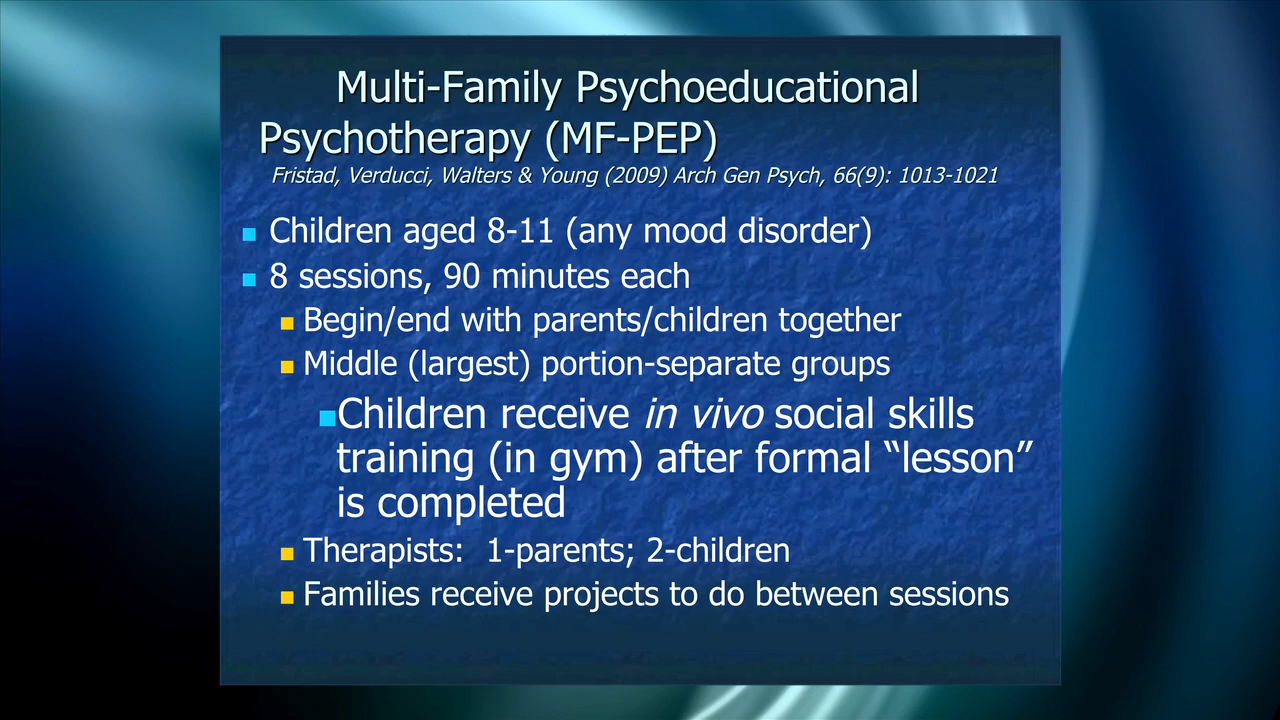 Multi-Family Psychoeducational
Psychotherapy (MF-PEP)
Fristad, Verducci, Walters & Young (2009) Arch Gen Psych, 66(9): 1013-1021
Children aged 8-11 (any mood disorder)
8 sessions, 90 minutes each
Begin/end with parents/children together
Middle (largest) portion-separate groups
Children receive in vivo social skills
training (in gym) after formal “lesson”
is completed
Therapists: 1-parents; 2-children
Families receive projects to do between sessions